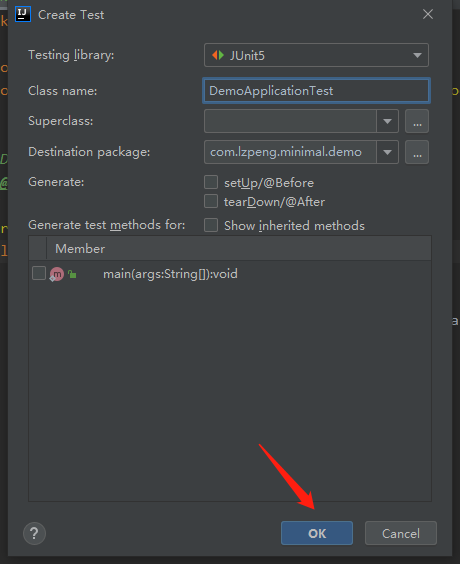 Create Test
Testing library: JUnit5
Class name: DemoApplicationTest
Superclass: ...
Destination package: com.lzpeng.minimal.demo ...
Generate: setUp/@Before
tearDown/@After
Generate test methods for: Show inherited methods
Member
m main(args:String[]):void
? OK Cancel